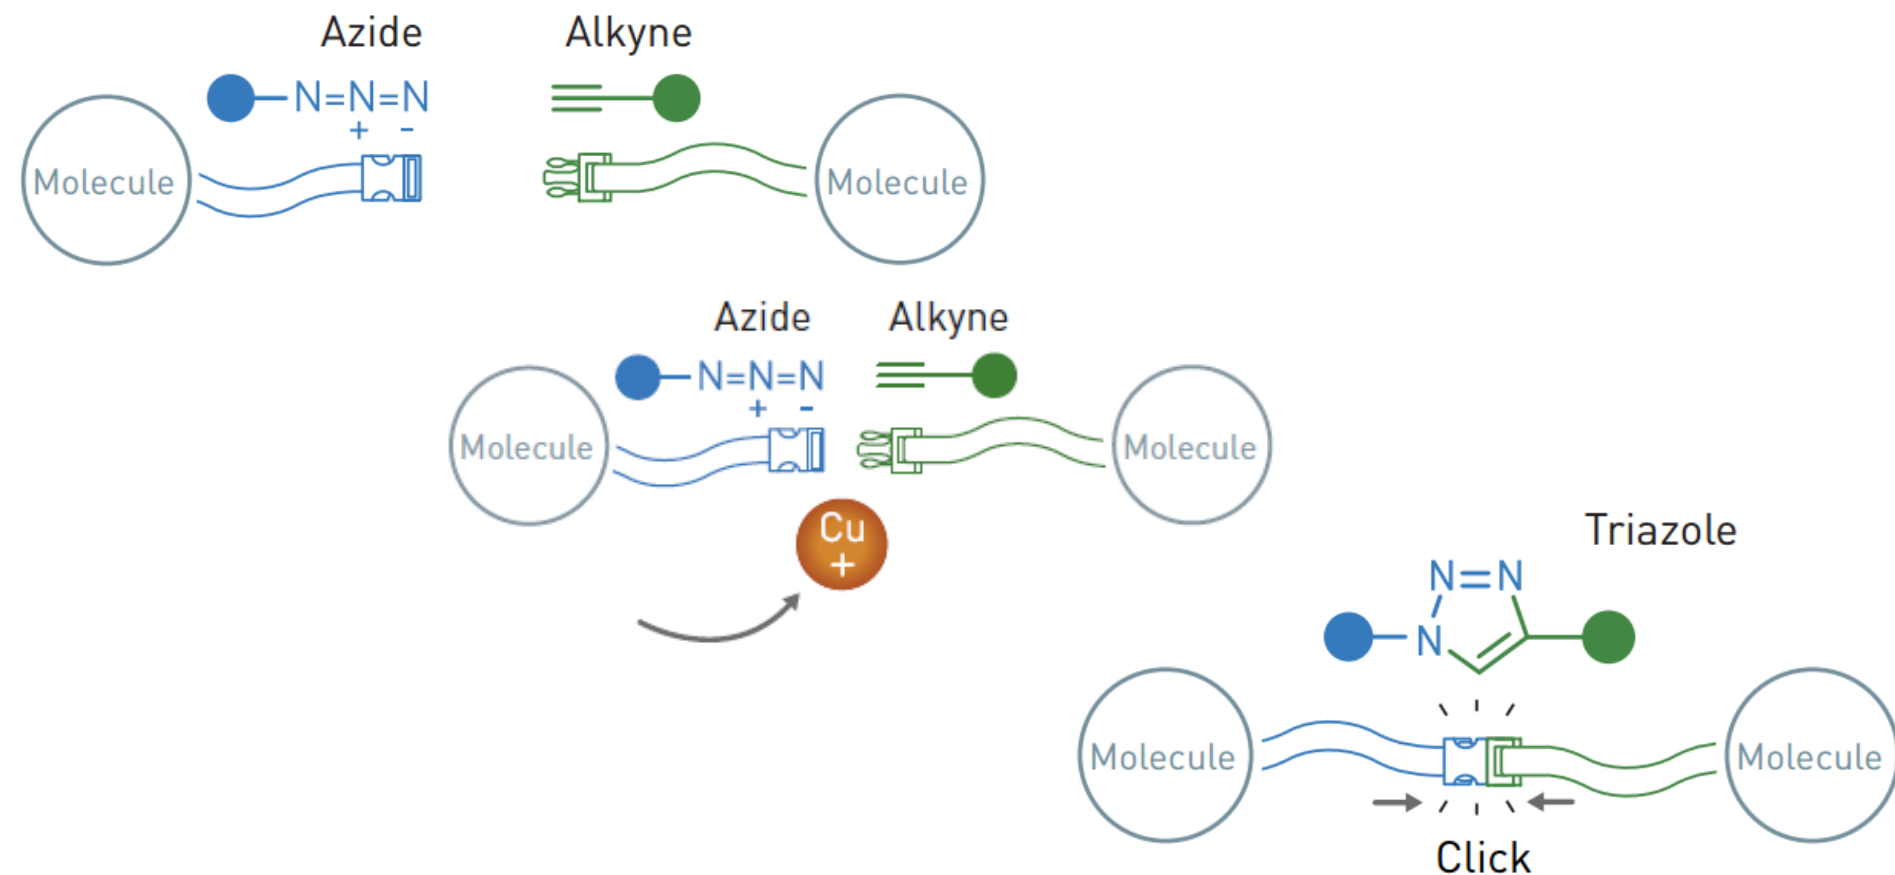 Azide Alkyne
N=N=N
+ -
Molecule Molecule
Azide Alkyne
N=N=N
+ -
Molecule Molecule
Cu
+
Triazole
N=N
N
Molecule Molecule
Click